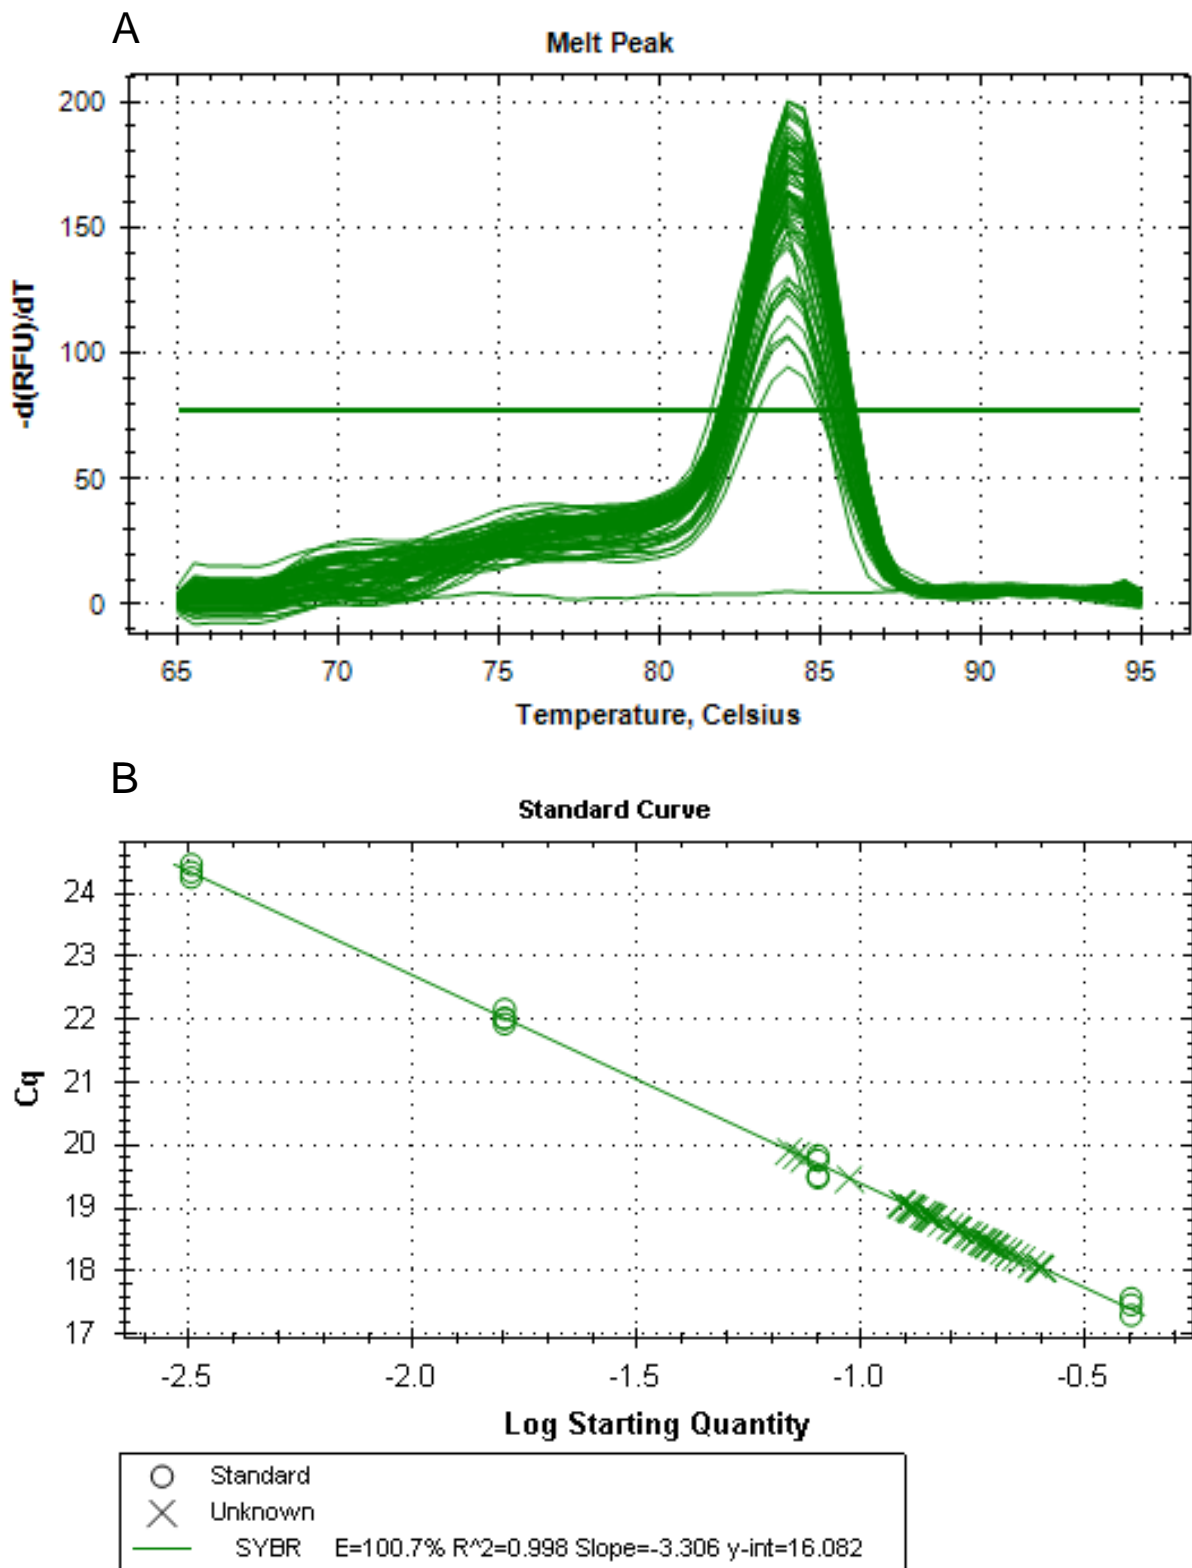 A
Melt Peak
200
150
100
50
0
-d(RFU)/dT
65 70 75 80 85 90 95
Temperature, Celsius
B
Standard Curve
24
23
22
21
20
19
18
17
Cq
-2.5 -2.0 -1.5 -1.0 -0.5
Log Starting Quantity
Standard
Unknown
SYBR E=100.7% R^2=0.998 Slope=-3.306 y-int=16.082